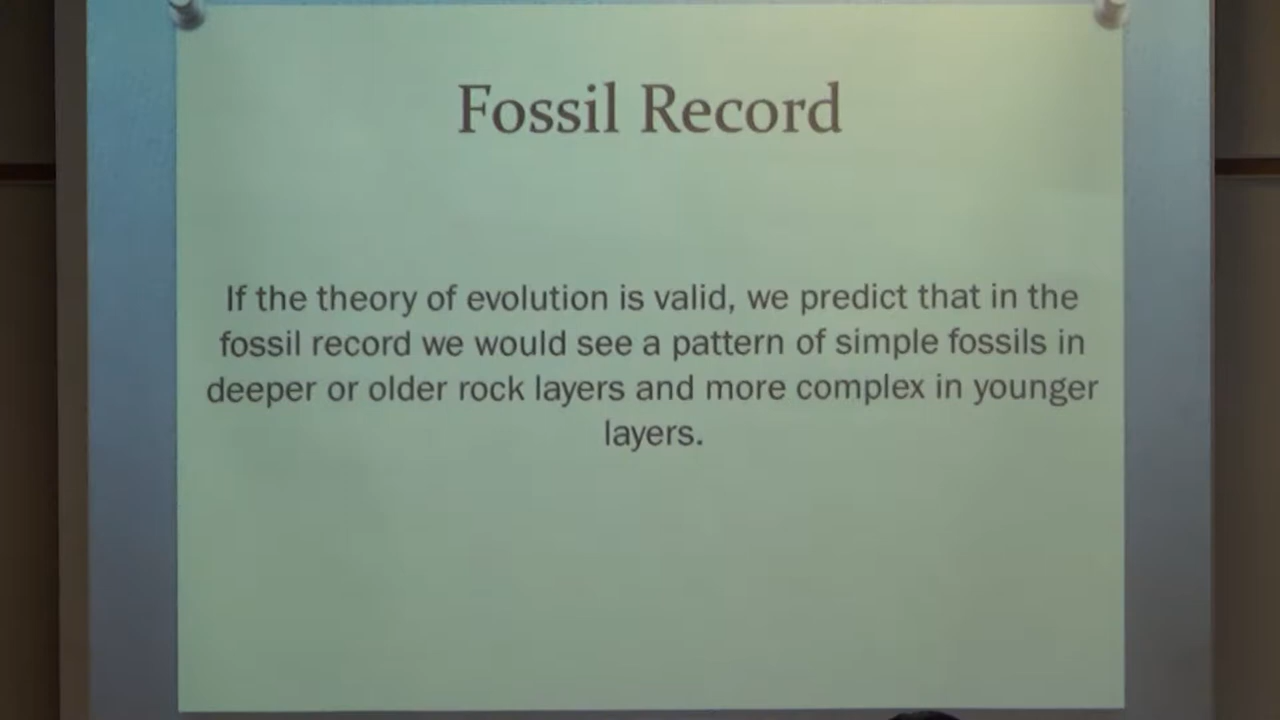 Fossil Record
If the theory of evolution is valid, we predict that in the
fossil record we would see a pattern of simple fossils in
deeper or older rock layers and more complex in younger
layers.